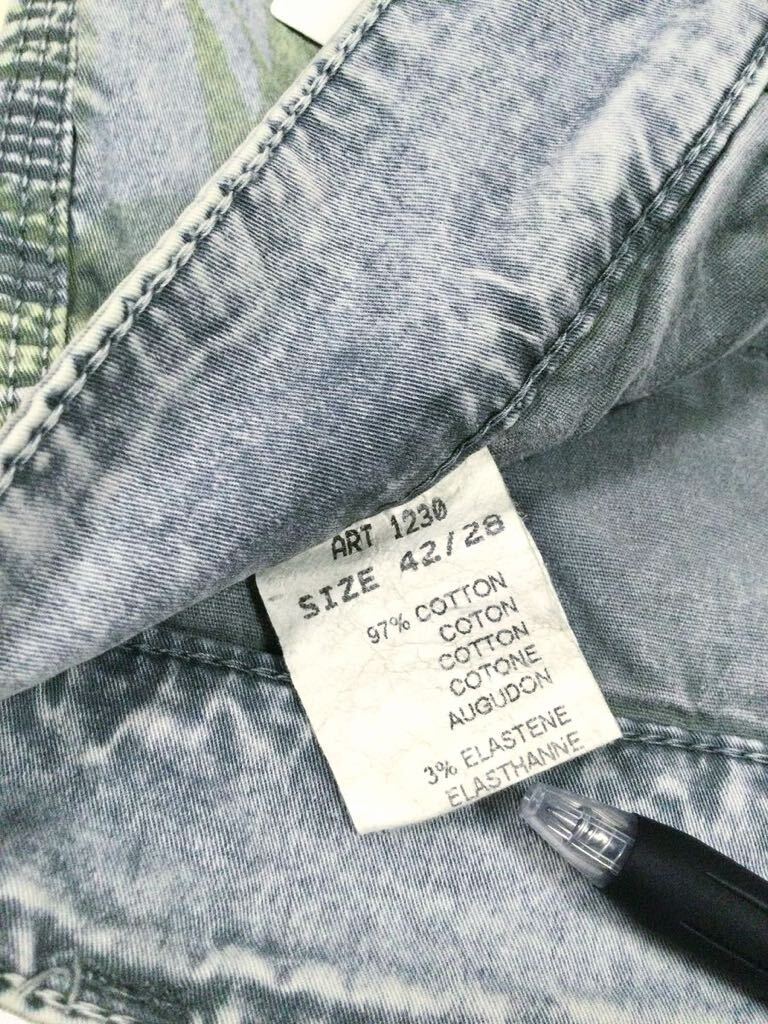 ART 1230
SIZE 42/28
97% COTTON
COTON
COTTON
COTONE
AUGUDON
3% ELASTENE
ELASTHANNE